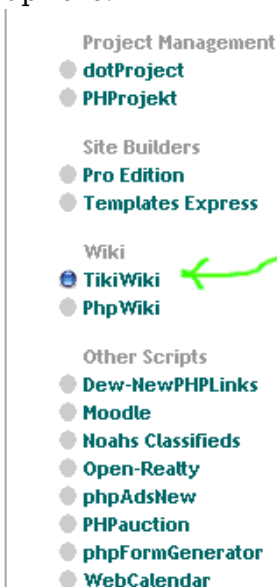 Project Management
dotProject
PHProjekt
Site Builders
Pro Edition
Templates Express
Wiki
TikiWiki
PhpWiki
Other Scripts
Dew-NewPHPLinks
Moodle
Noahs Classifieds
Open-Realty
phpAdsNew
PHPauction
phpFormGenerator
WebCalendar